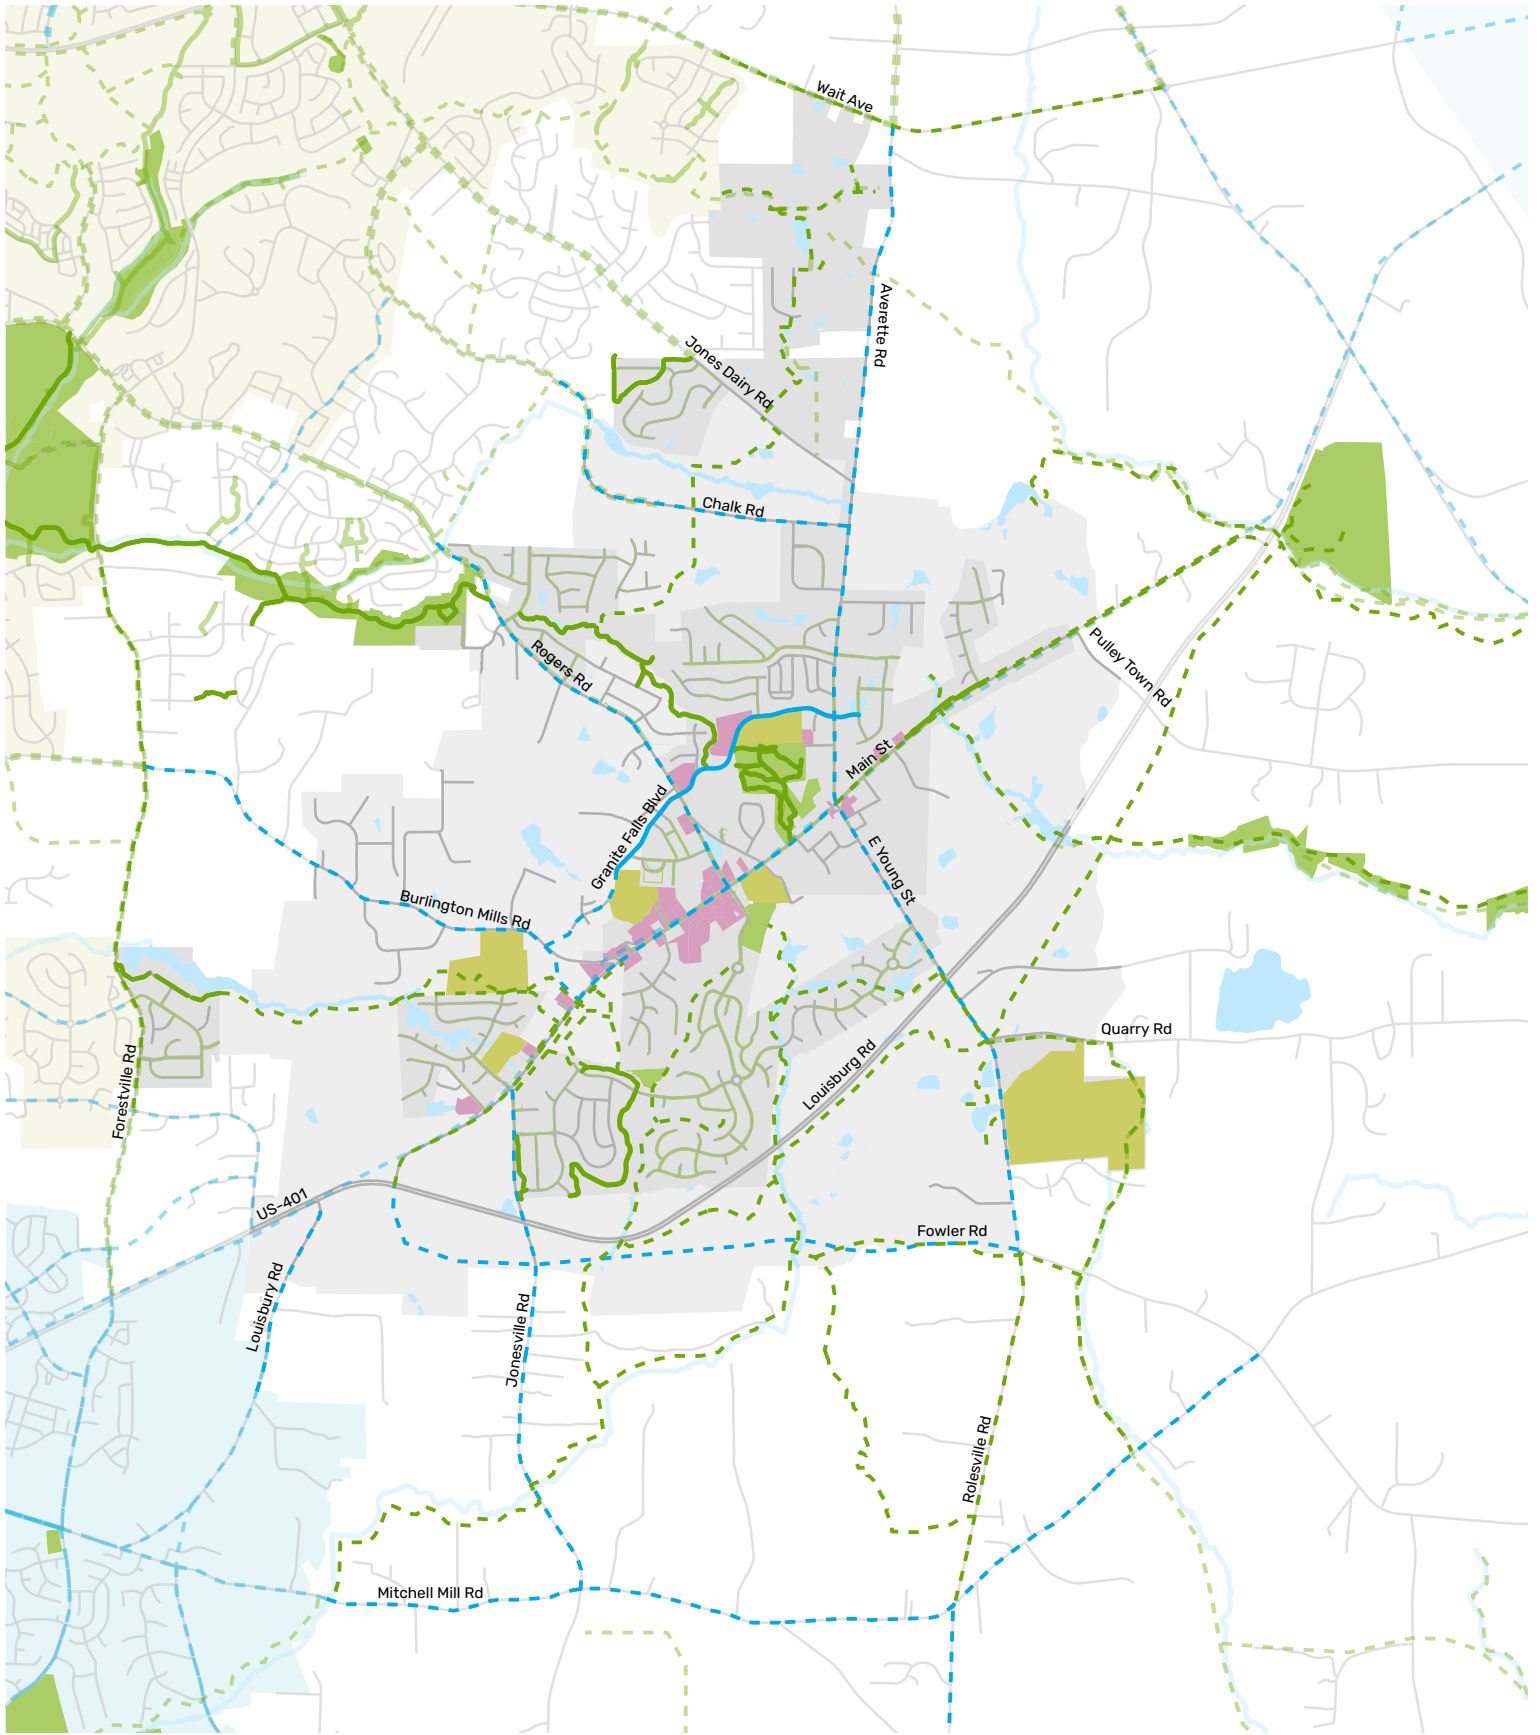 Wait Ave
Averette Rd
Jones Dairy Rd
Chalk Rd
Rogers Rd
Pulley Town Rd
Main St
Granite Falls Blvd
E Young St
Burlington Mills Rd
Quarry Rd
Forestville Rd
Louisburg Rd
US-401
Fowler Rd
Louisbury Rd
Jonesville Rd
Rolesville Rd
Mitchell Mill Rd